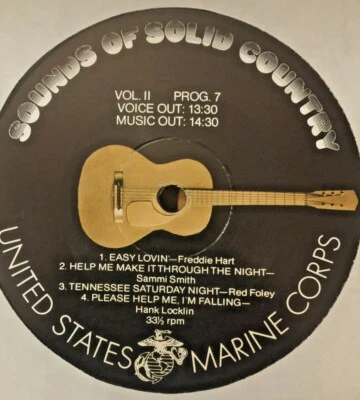 SOUNDS OF SOLID COUNTRY
VOL. II PROG. 7
VOICE OUT: 13:30
MUSIC OUT: 14:30
1. EASY LOVIN'—Freddie Hart
2. HELP ME MAKE IT THROUGH THE NIGHT—
Sammi Smith
3. TENNESSEE SATURDAY NIGHT—Red Foley
4. PLEASE HELP ME, I'M FALLING—
Hank Locklin
33⅓ rpm
UNITED STATES MARINE CORPS